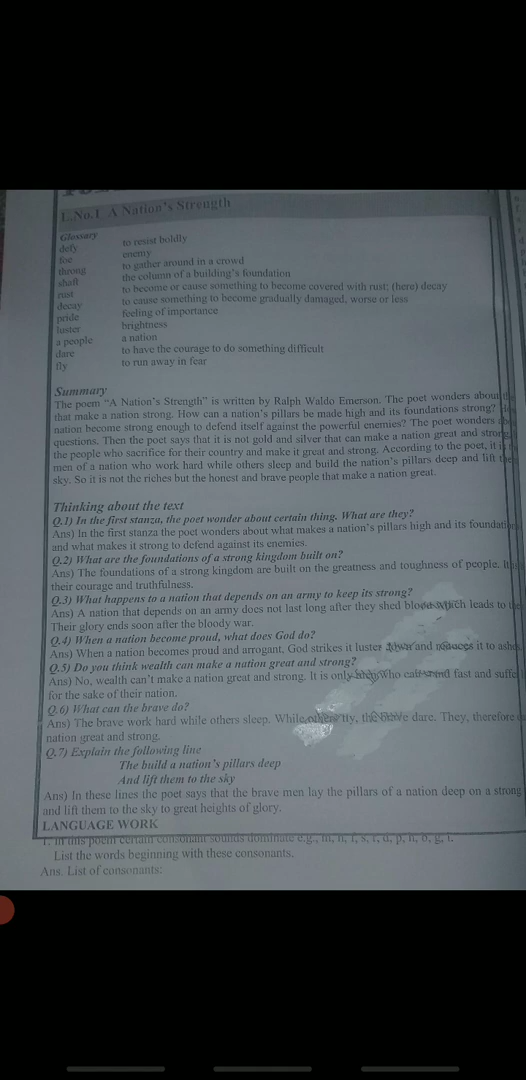 L.No.1 A Nation's Strength
Glossary
defy to resist boldly
foe enemy
throng to gather around in a crowd
shaft the column of a building's foundation
rust to become or cause something to become covered with rust; (here) decay
decay to cause something to become gradually damaged, worse or less
pride feeling of importance
luster brightness
a people a nation
dare to have the courage to do something difficult
fly to run away in fear
Summary
The poem "A Nation's Strength" is written by Ralph Waldo Emerson. The poet wonders about
that make a nation strong. How can a nation's pillars be made high and its foundations strong?
nation become strong enough to defend itself against the powerful enemies? The poet wonders
questions. Then the poet says that it is not gold and silver that can make a nation great and strong
the people who sacrifice for their country and make it great and strong. According to the poet, it
men of a nation who work hard while others sleep and build the nation's pillars deep and lift
sky. So it is not the riches but the honest and brave people that make a nation great.
Thinking about the text
Q.1) In the first stanza, the poet wonder about certain thing. What are they?
Ans) In the first stanza the poet wonders about what makes a nation's pillars high and its
and what makes it strong to defend against its enemies.
Q.2) What are the foundations of a strong kingdom built on?
Ans) The foundations of a strong kingdom are built on the greatness and toughness of people.
their courage and truthfulness.
Q.3) What happens to a nation that depends on an army to keep its strong?
Ans) A nation that depends on an army does not last long after they shed blood which leads to
Their glory ends soon after the bloody war.
Q.4) When a nation become proud, what does God do?
Ans) When a nation becomes proud and arrogant, God strikes it luster down and reduces it to
Q.5) Do you think wealth can make a nation great and strong?
Ans) No, wealth can't make a nation great and strong. It is only who can stand fast and
for the sake of their nation.
Q.6) What can the brave do?
Ans) The brave work hard while others sleep. While others fly, the brave dare. They, therefore
nation great and strong.
Q.7) Explain the following line
The build a nation's pillars deep
And lift them to the sky
Ans) In these lines the poet says that the brave men lay the pillars of a nation deep on a strong
and lift them to the sky to great heights of glory.
LANGUAGE WORK
1. In this poem certain consonant sounds dominate e.g.,
List the words beginning with these consonants.
Ans. List of consonants: